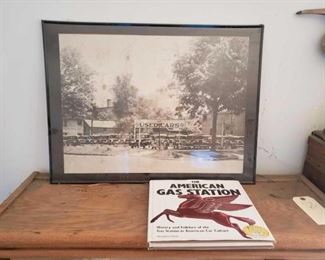 USED CARS
THE
AMERICAN
GAS STATION
History and Folklore of the
Gas Station in American Car Culture